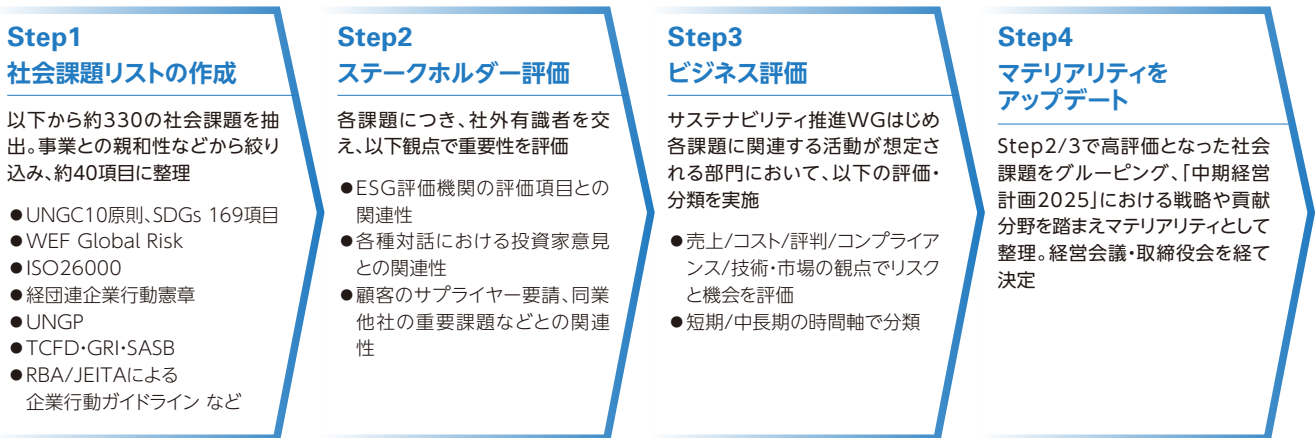 Step1
社会課題リストの作成
以下から約330の社会課題を抽
出。事業との親和性などから絞り
込み、約40項目に整理
●UNGC10原則、SDGs 169項目
●WEF Global Risk
●ISO26000
●経団連企業行動憲章
●UNGP
●TCFD・GRI・SASB
●RBA/JEITAによる
企業行動ガイドライン など
Step2
ステークホルダー評価
各課題につき、社外有識者を交
え、以下観点で重要性を評価
●ESG評価機関の評価項目との
関連性
●各種対話における投資家意見
との関連性
●顧客のサプライヤー要請、同業
他社の重要課題などとの関連
性
Step3
ビジネス評価
サステナビリティ推進WGはじめ
各課題に関連する活動が想定さ
れる部門において、以下の評価・
分類を実施
●売上/コスト/評判/コンプライア
ンス/技術・市場の観点でリスク
と機会を評価
●短期/中長期の時間軸で分類
Step4
マテリアリティを
アップデート
Step2/3で高評価となった社会
課題をグルーピング、「中期経営
計画2025」における戦略や貢献
分野を踏まえマテリアリティとして
整理。経営会議・取締役会を経て
決定